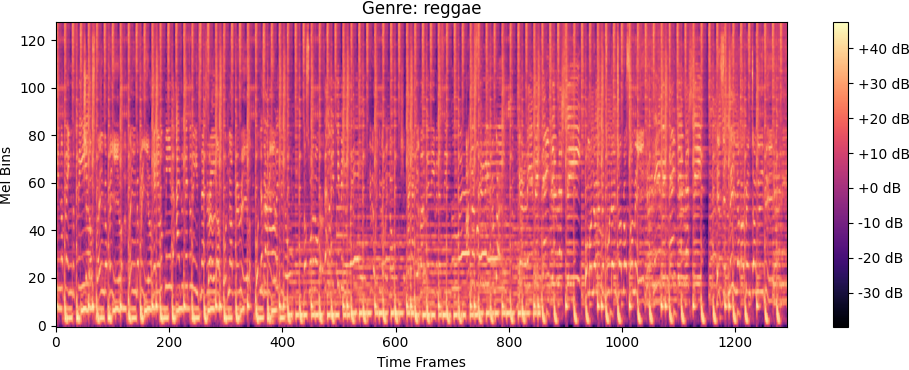 Genre: reggae
Mel Bins
120
100
80
60
40
20
0
0 200 400 600 800 1000 1200
Time Frames
+40 dB
+30 dB
+20 dB
+10 dB
+0 dB
-10 dB
-20 dB
-30 dB